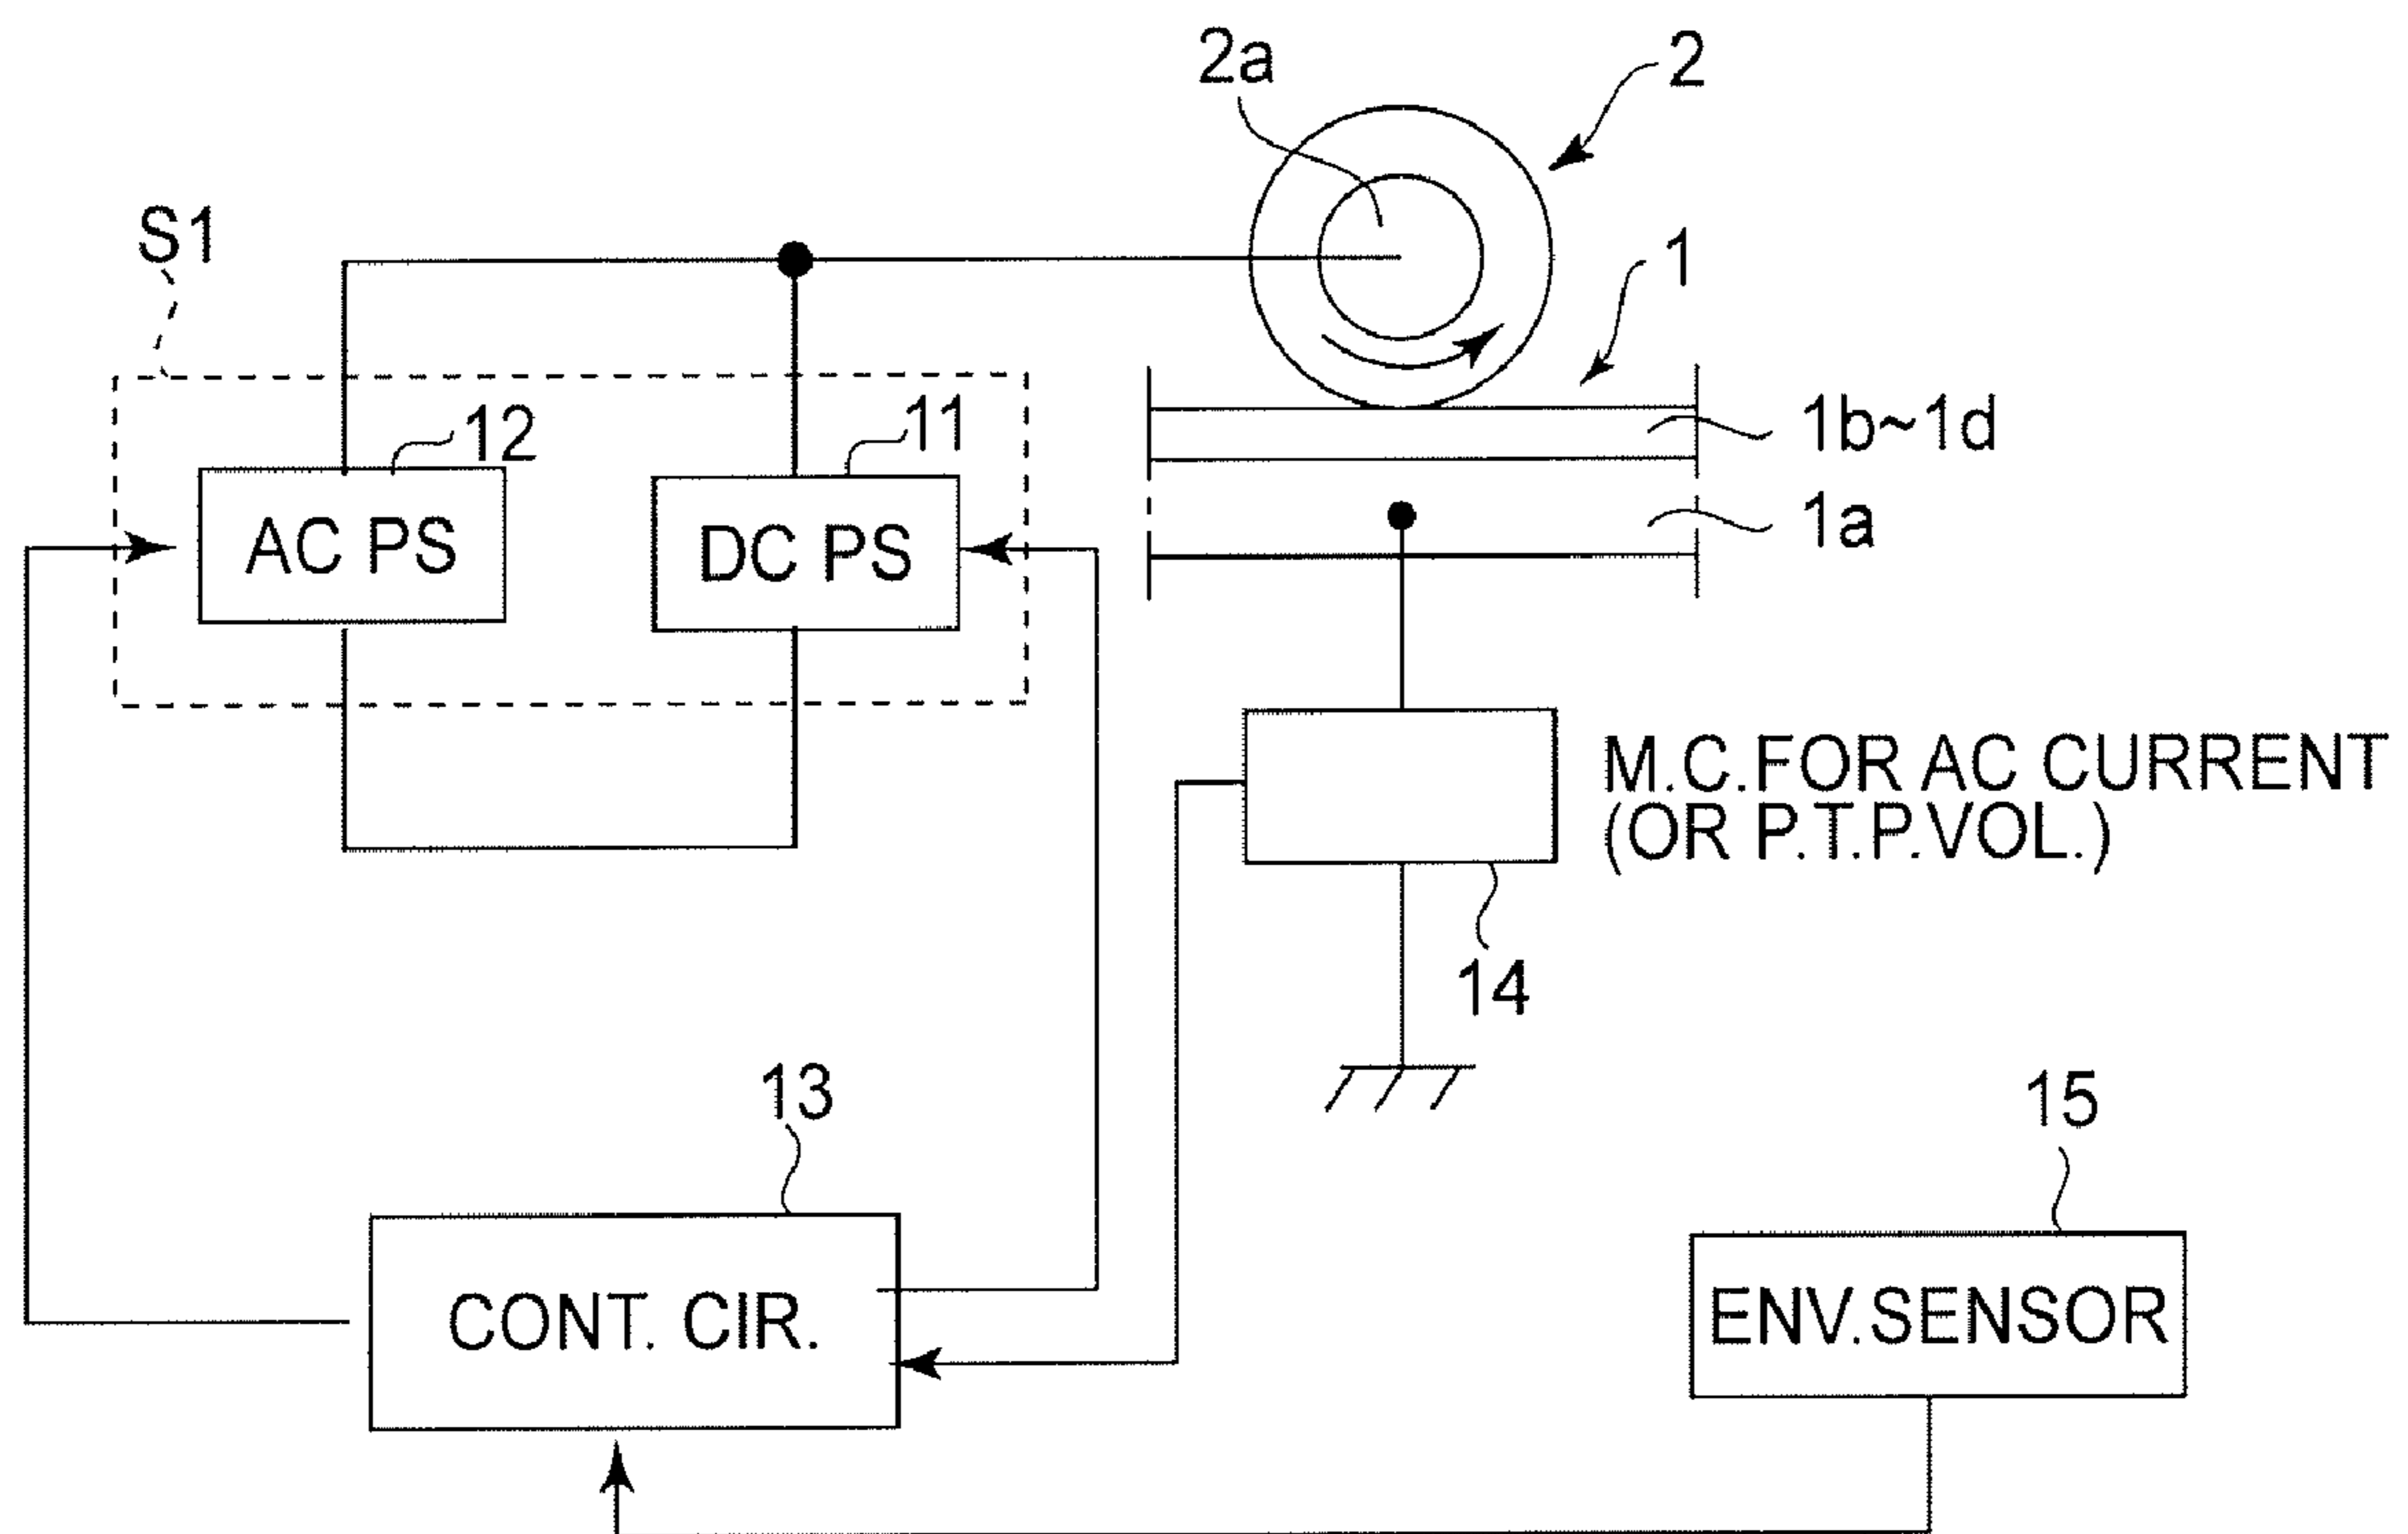 2a
2
S1
1
12
11
1b~1d
AC PS
DC PS
1a
M.C.FOR AC CURRENT
(OR P.T.P.VOL.)
14
13
15
CONT. CIR.
ENV.SENSOR